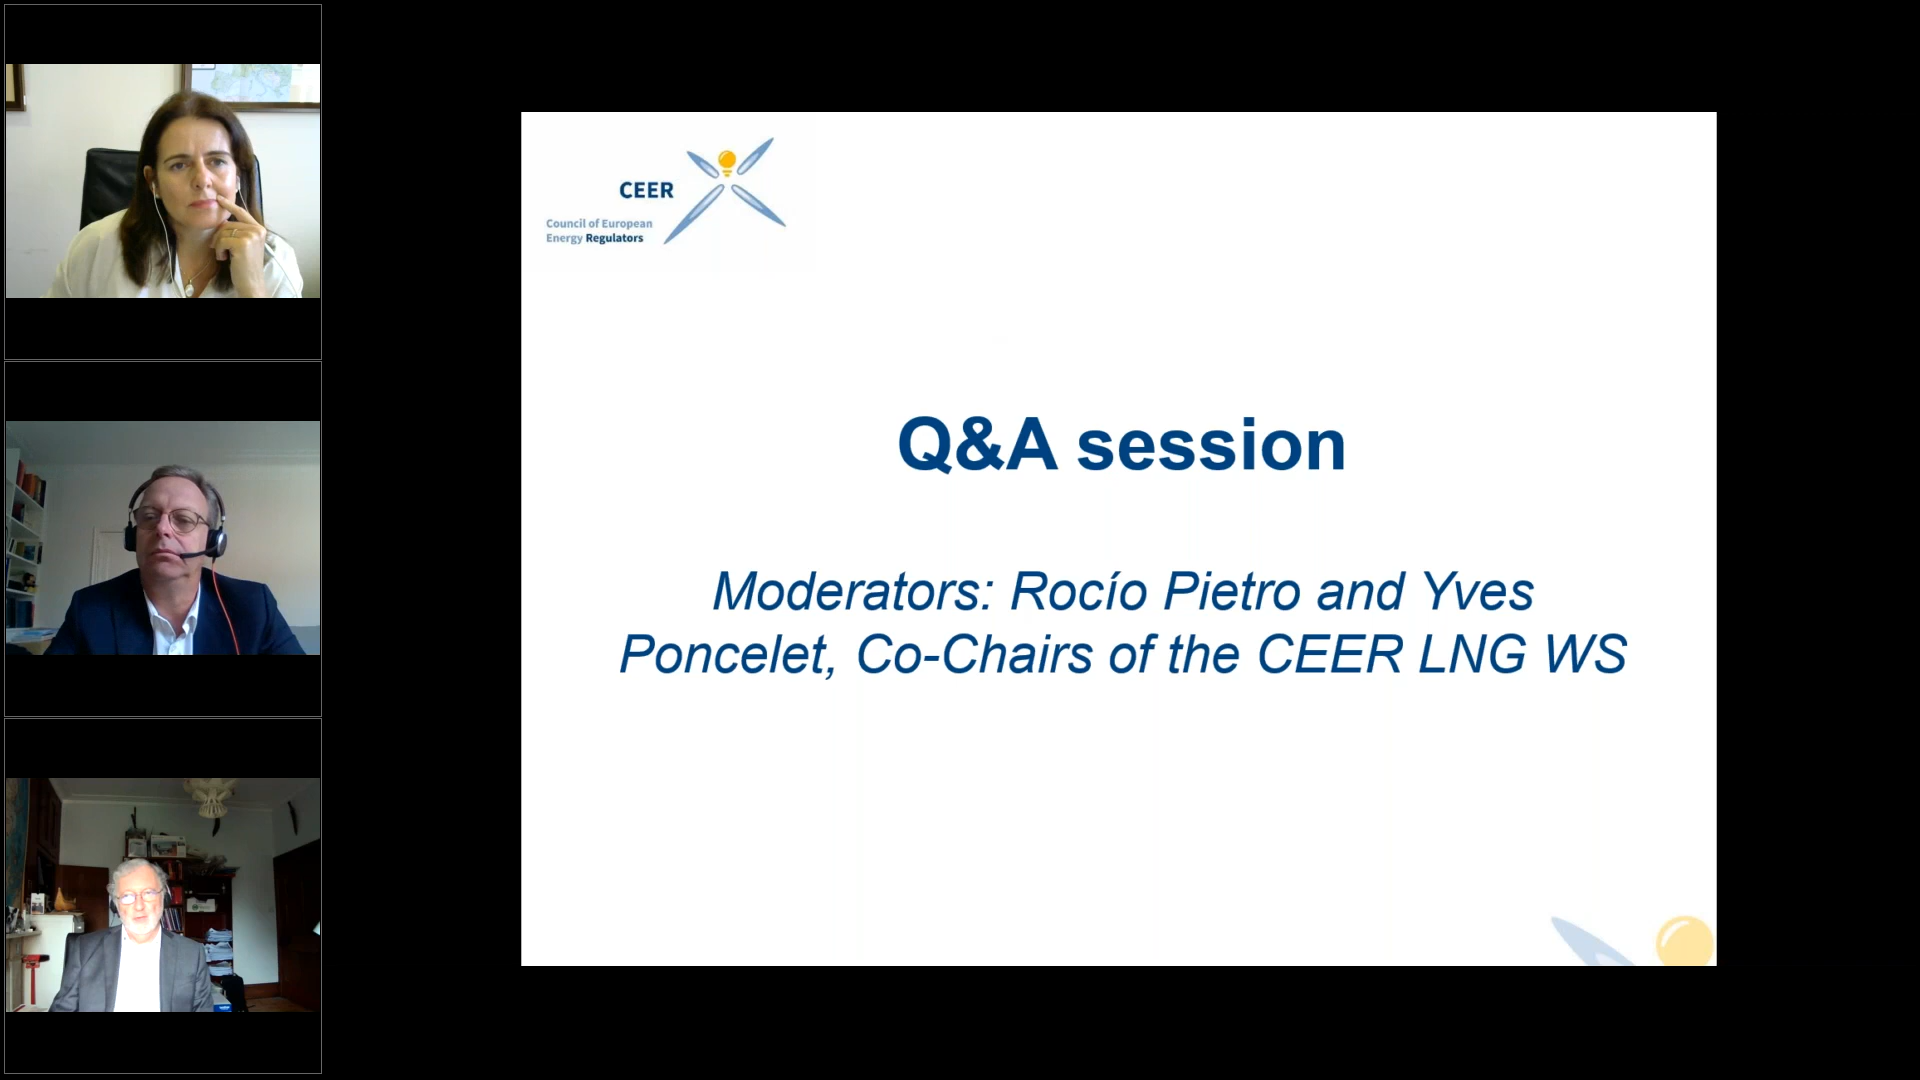 CEER
Council of European
Energy Regulators
Q&A session
Moderators: Rocío Pietro and Yves
Poncelet, Co-Chairs of the CEER LNG WS